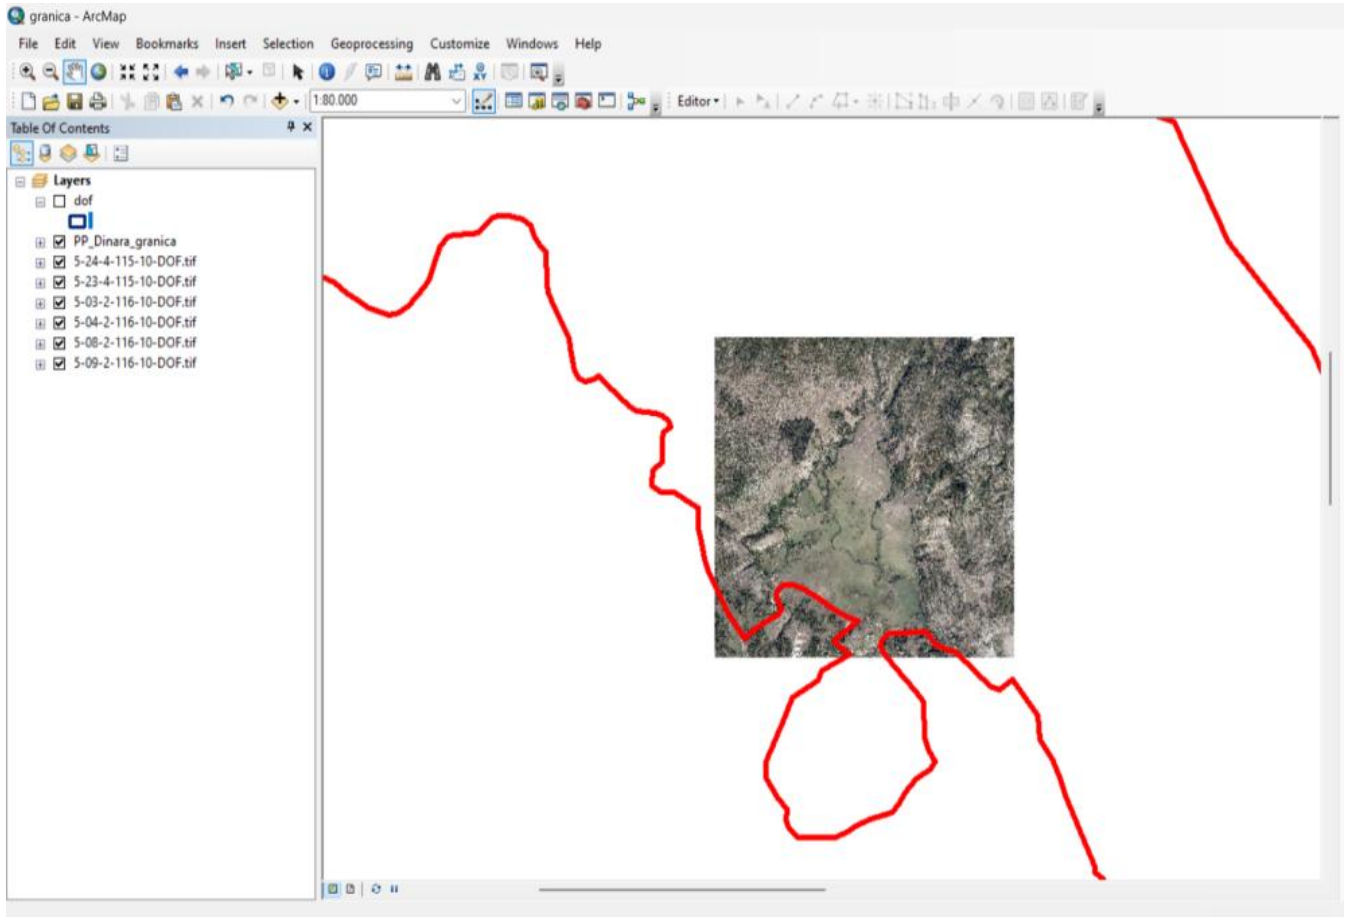 granica - ArcMap
File Edit View Bookmarks Insert Selection Geoprocessing Customize Windows Help
1:80.000 Editor
Table Of Contents
Layers
dof
PP_Dinara_granica
5-24-4-115-10-DOF.tif
5-23-4-115-10-DOF.tif
5-03-2-116-10-DOF.tif
5-04-2-116-10-DOF.tif
5-08-2-116-10-DOF.tif
5-09-2-116-10-DOF.tif